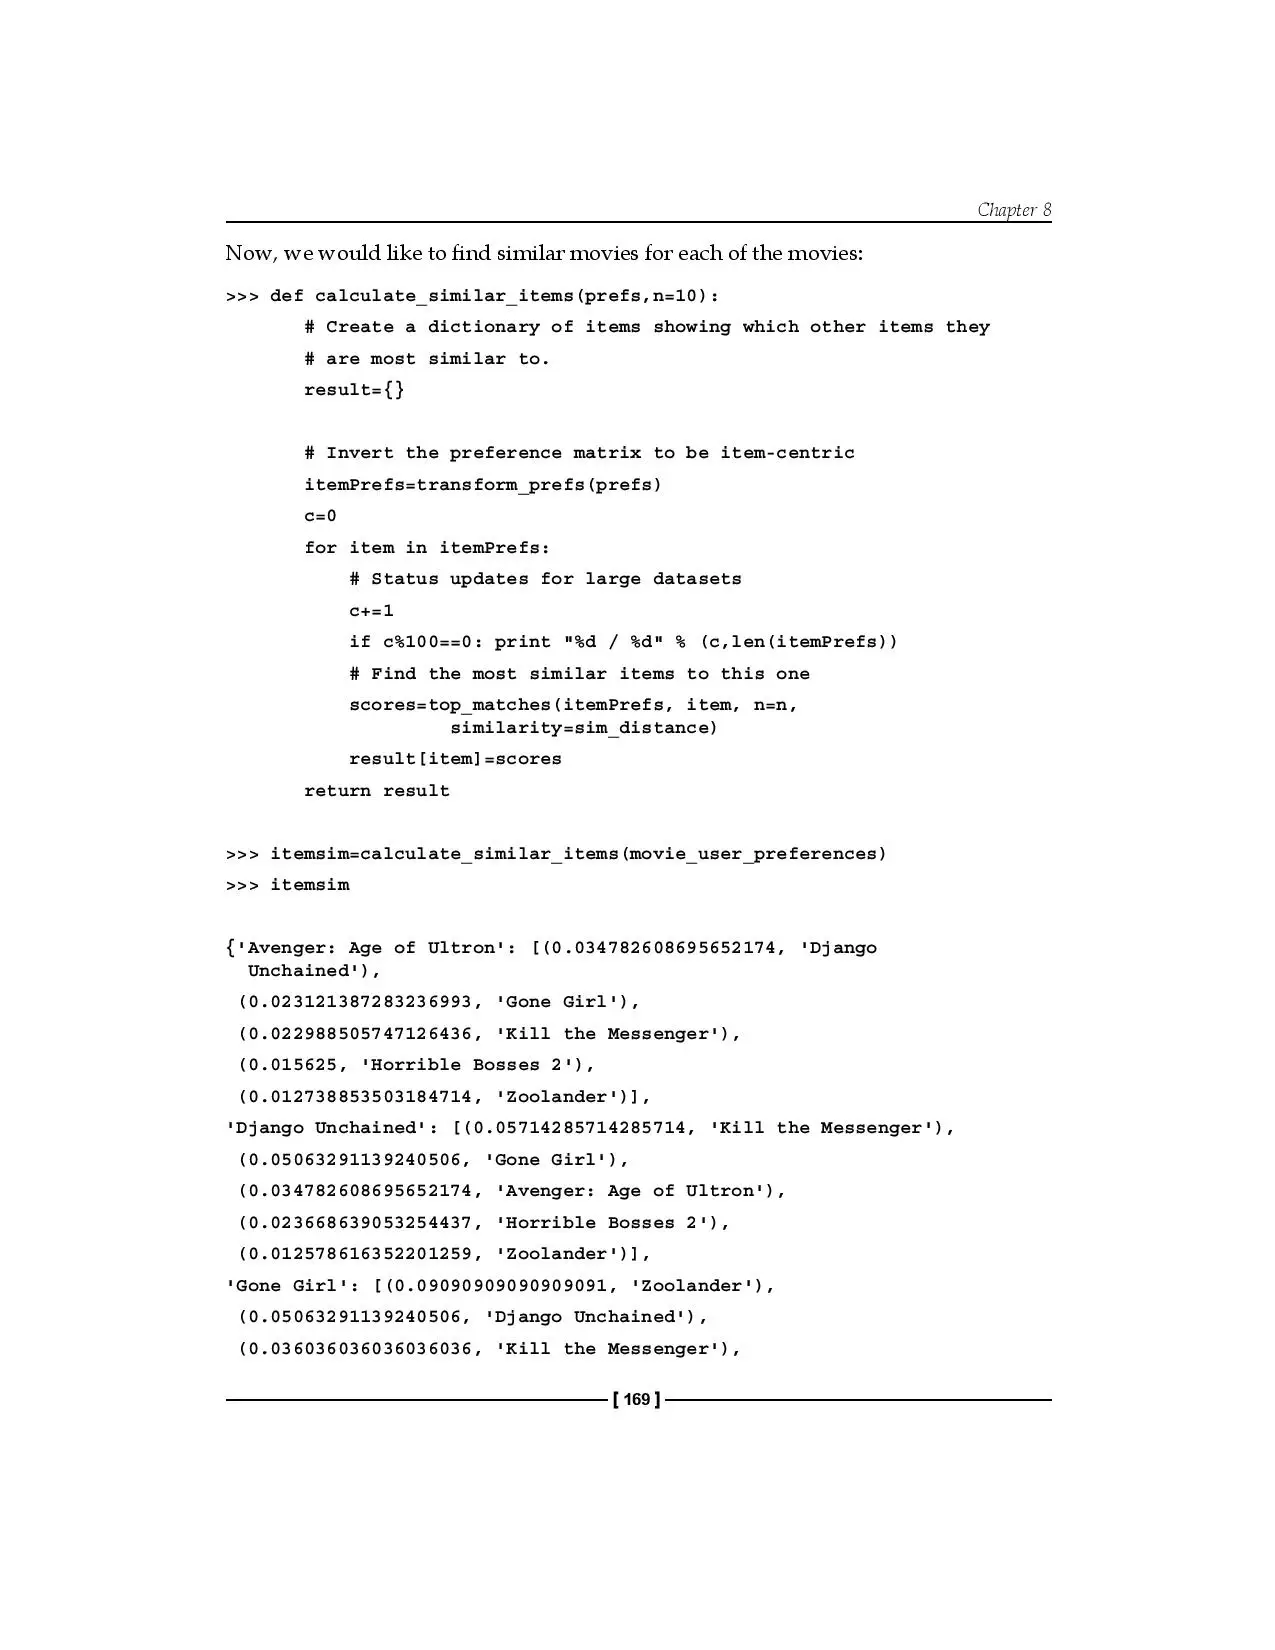 Chapter 8
Now, we would like to find similar movies for each of the movies:
>>> def calculate_similar_items(prefs,n=10):
# Create a dictionary of items showing which other items they
# are most similar to.
result={}
# Invert the preference matrix to be item-centric
itemPrefs=transform_prefs(prefs)
c=0
for item in itemPrefs:
# Status updates for large datasets
c+=1
if c%100==0: print "%d / %d" % (c,len(itemPrefs))
# Find the most similar items to this one
scores=top_matches(itemPrefs, item, n=n,
similarity=sim_distance)
result[item]=scores
return result
>>> itemsim=calculate_similar_items(movie_user_preferences)
>>> itemsim
{'Avenger: Age of Ultron': [(0.034782608695652174, 'Django
Unchained'),
(0.023121387283236993, 'Gone Girl'),
(0.022988505747126436, 'Kill the Messenger'),
(0.015625, 'Horrible Bosses 2'),
(0.012738853503184714, 'Zoolander')],
'Django Unchained': [(0.05714285714285714, 'Kill the Messenger'),
(0.05063291139240506, 'Gone Girl'),
(0.034782608695652174, 'Avenger: Age of Ultron'),
(0.023668639053254437, 'Horrible Bosses 2'),
(0.012578616352201259, 'Zoolander')],
'Gone Girl': [(0.09090909090909091, 'Zoolander'),
(0.05063291139240506, 'Django Unchained'),
(0.036036036036036036, 'Kill the Messenger'),
[ 169 ]